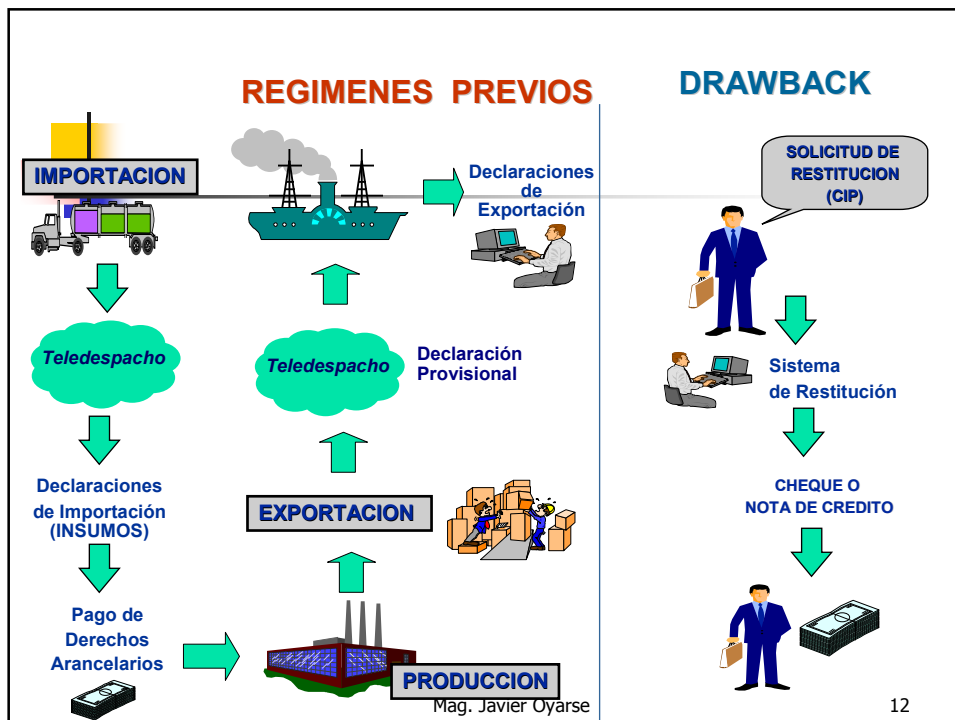 REGIMENES PREVIOS
DRAWBACK
IMPORTACION
Teledespacho
Declaraciones
de Importación
(INSUMOS)
Pago de
Derechos
Arancelarios
PRODUCCION
EXPORTACION
Teledespacho
Declaración
Provisional
Declaraciones
de
Exportación
SOLICITUD DE
RESTITUCION
(CIP)
Sistema
de Restitución
CHEQUE O
NOTA DE CREDITO
Mag. Javier Oyarse
12